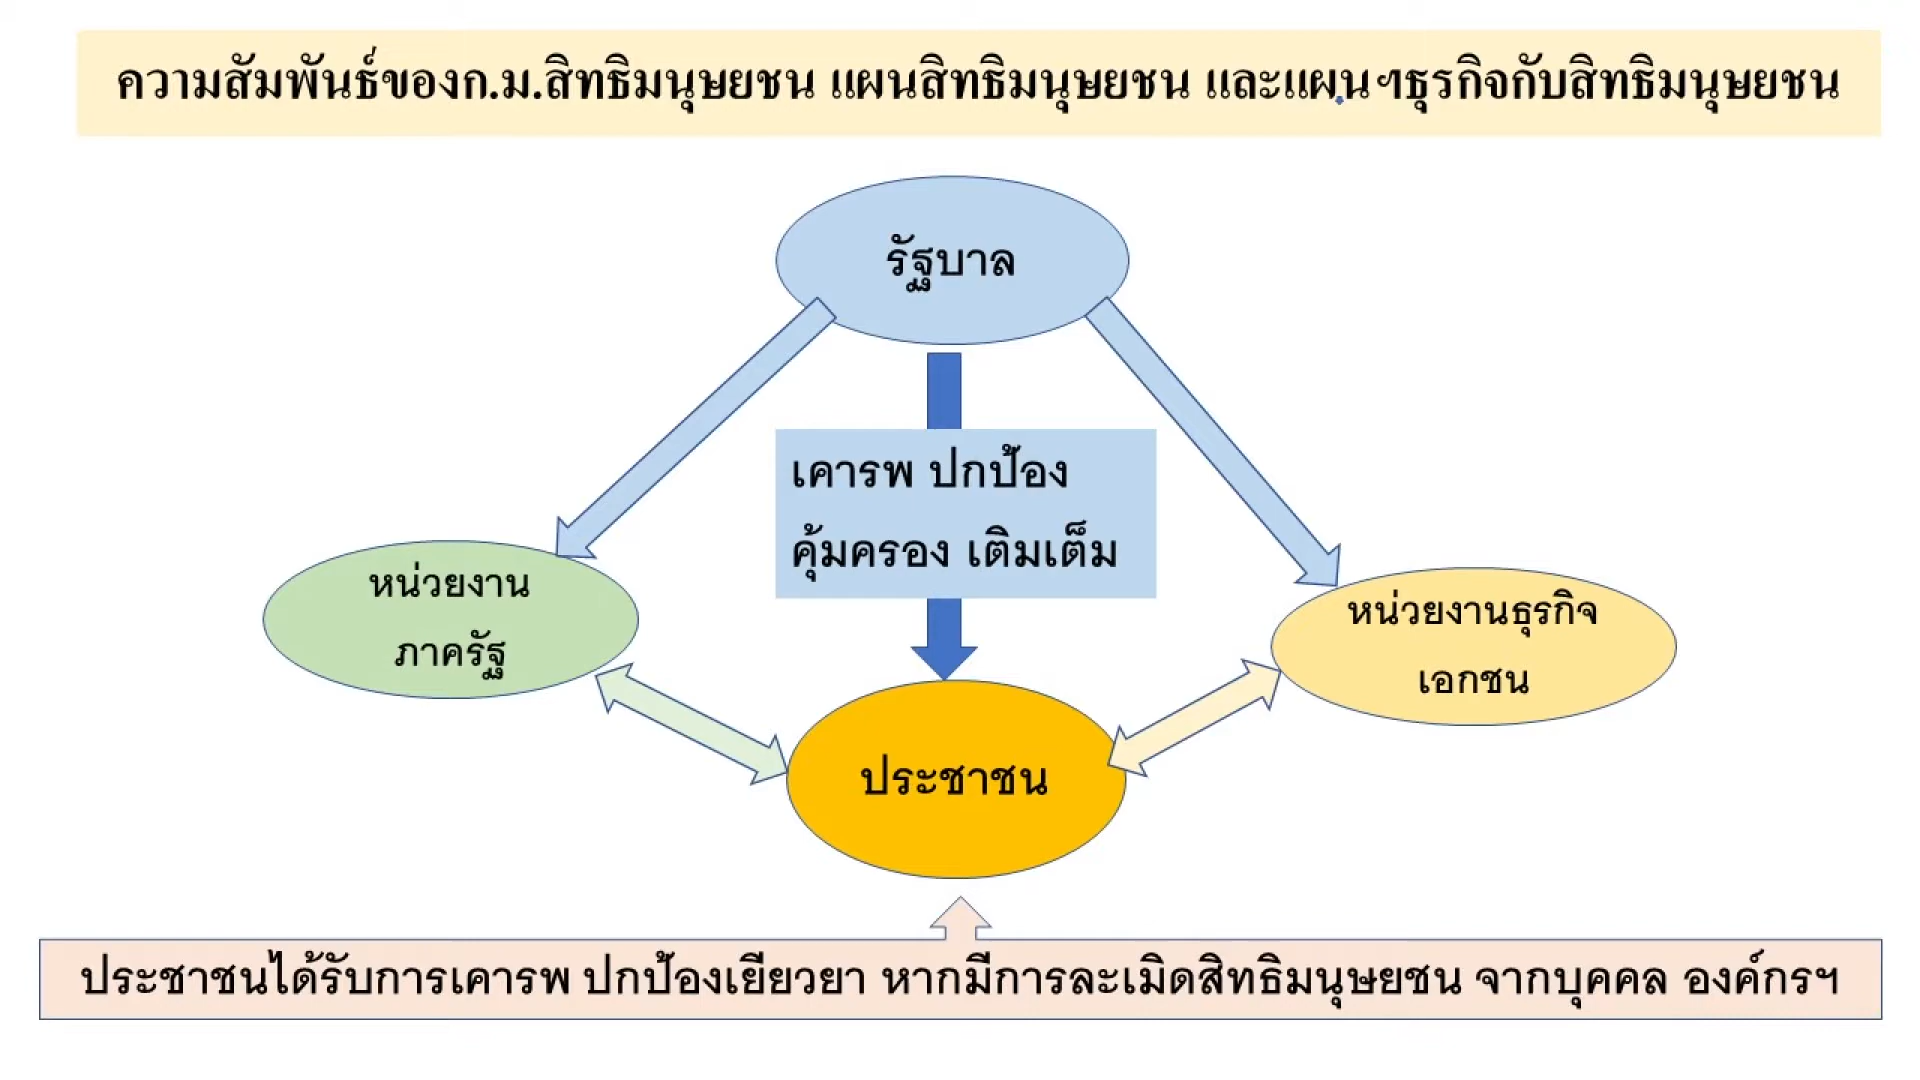 ความสัมพันธ์ของก.ม.สิทธิมนุษยชน แผนสิทธิมนุษยชน และแผนฯธุรกิจกับสิทธิมนุษยชน
รัฐบาล
เคารพ ปกป้อง
คุ้มครอง เติมเต็ม
หน่วยงาน
ภาครัฐ
หน่วยงานธุรกิจ
เอกชน
ประชาชน
ประชาชนได้รับการเคารพ ปกป้องเยียวยา หากมีการละเมิดสิทธิมนุษยชน จากบุคคล องค์กรฯ